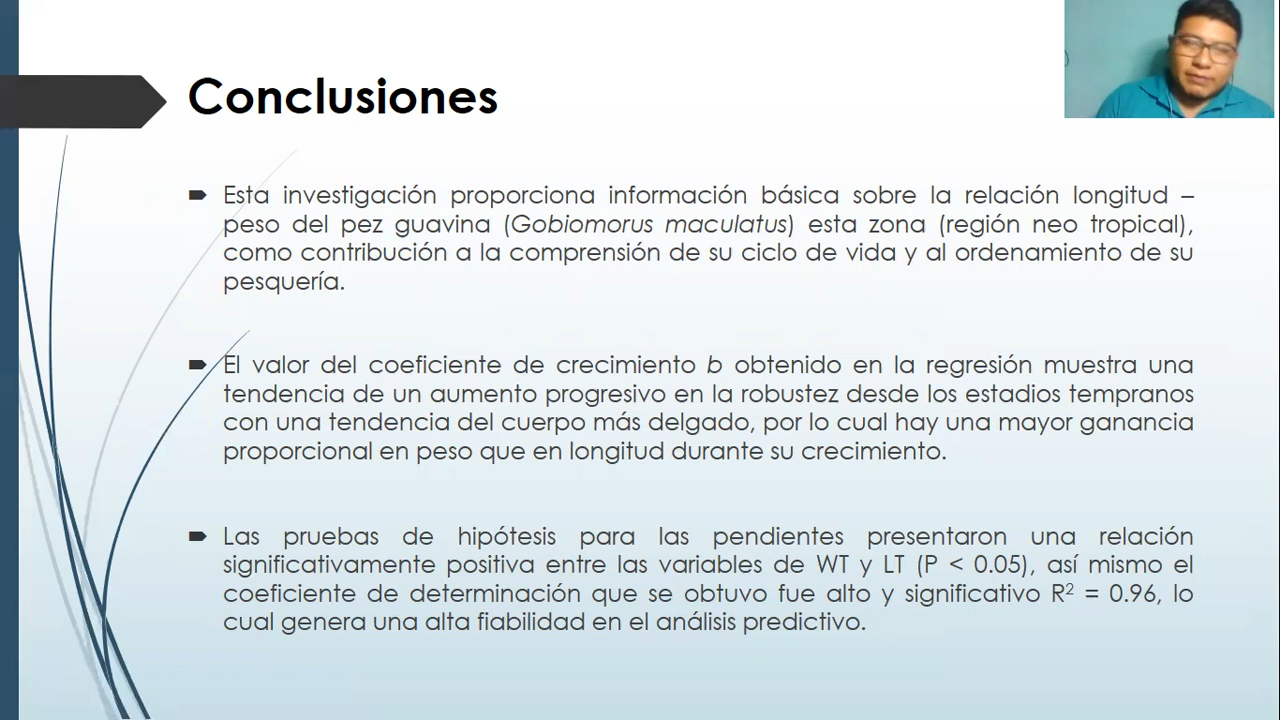 Conclusiones
Esta investigación proporciona información básica sobre la relación longitud –
peso del pez guavina (Gobiomorus maculatus) esta zona (región neo tropical),
como contribución a la comprensión de su ciclo de vida y al ordenamiento de su
pesquería.
El valor del coeficiente de crecimiento b obtenido en la regresión muestra una
tendencia de un aumento progresivo en la robustez desde los estadios tempranos
con una tendencia del cuerpo más delgado, por lo cual hay una mayor ganancia
proporcional en peso que en longitud durante su crecimiento.
Las pruebas de hipótesis para las pendientes presentaron una relación
significativamente positiva entre las variables de WT y LT (P < 0.05), así mismo el
coeficiente de determinación que se obtuvo fue alto y significativo R² = 0.96, lo
cual genera una alta fiabilidad en el análisis predictivo.